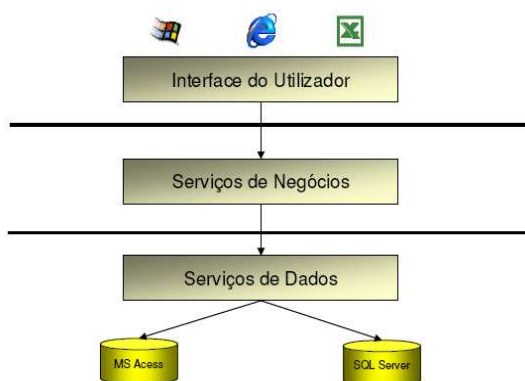 Interface do Utilizador
Serviços de Negócios
Serviços de Dados
MS Acess
SQL Server